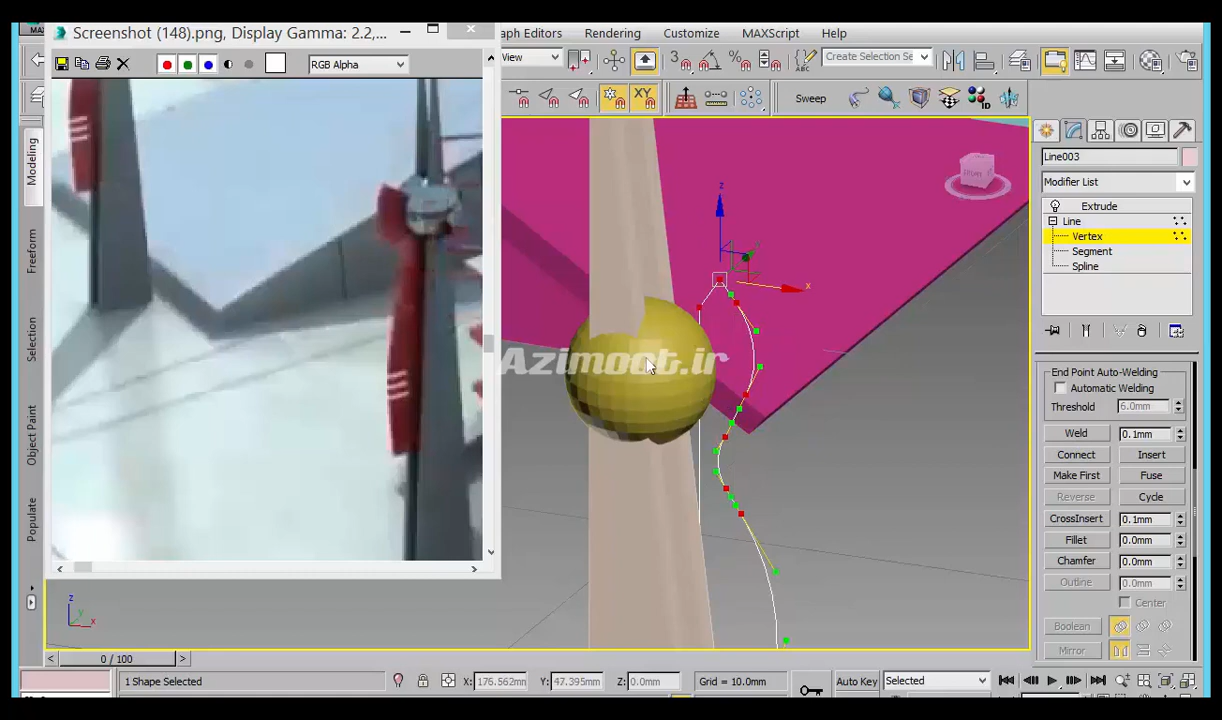 Screenshot (148).png, Display Gamma: 2.2,...
RGB Alpha
aph Editors Rendering Customize MAXScript Help
View
Create Selection Se
ABC
XY
Sweep
Modeling
Freeform
Selection
Object Paint
Populate
Line003
Modifier List
Extrude
Line
Vertex
Segment
Spline
Azimoot.ir
End Point Auto-Welding
Automatic Welding
Threshold 6.0mm
Weld 0.1mm
Connect Insert
Make First Fuse
Reverse Cycle
CrossInsert 0.1mm
Fillet 0.0mm
Chamfer 0.0mm
Outline 0.0mm
Center
Boolean
Mirror
z
x
z
y
x
0 / 100
1 Shape Selected
X: 176.562mm Y: 47.395mm Z: 0.0mm Grid = 10.0mm
Auto Key Selected